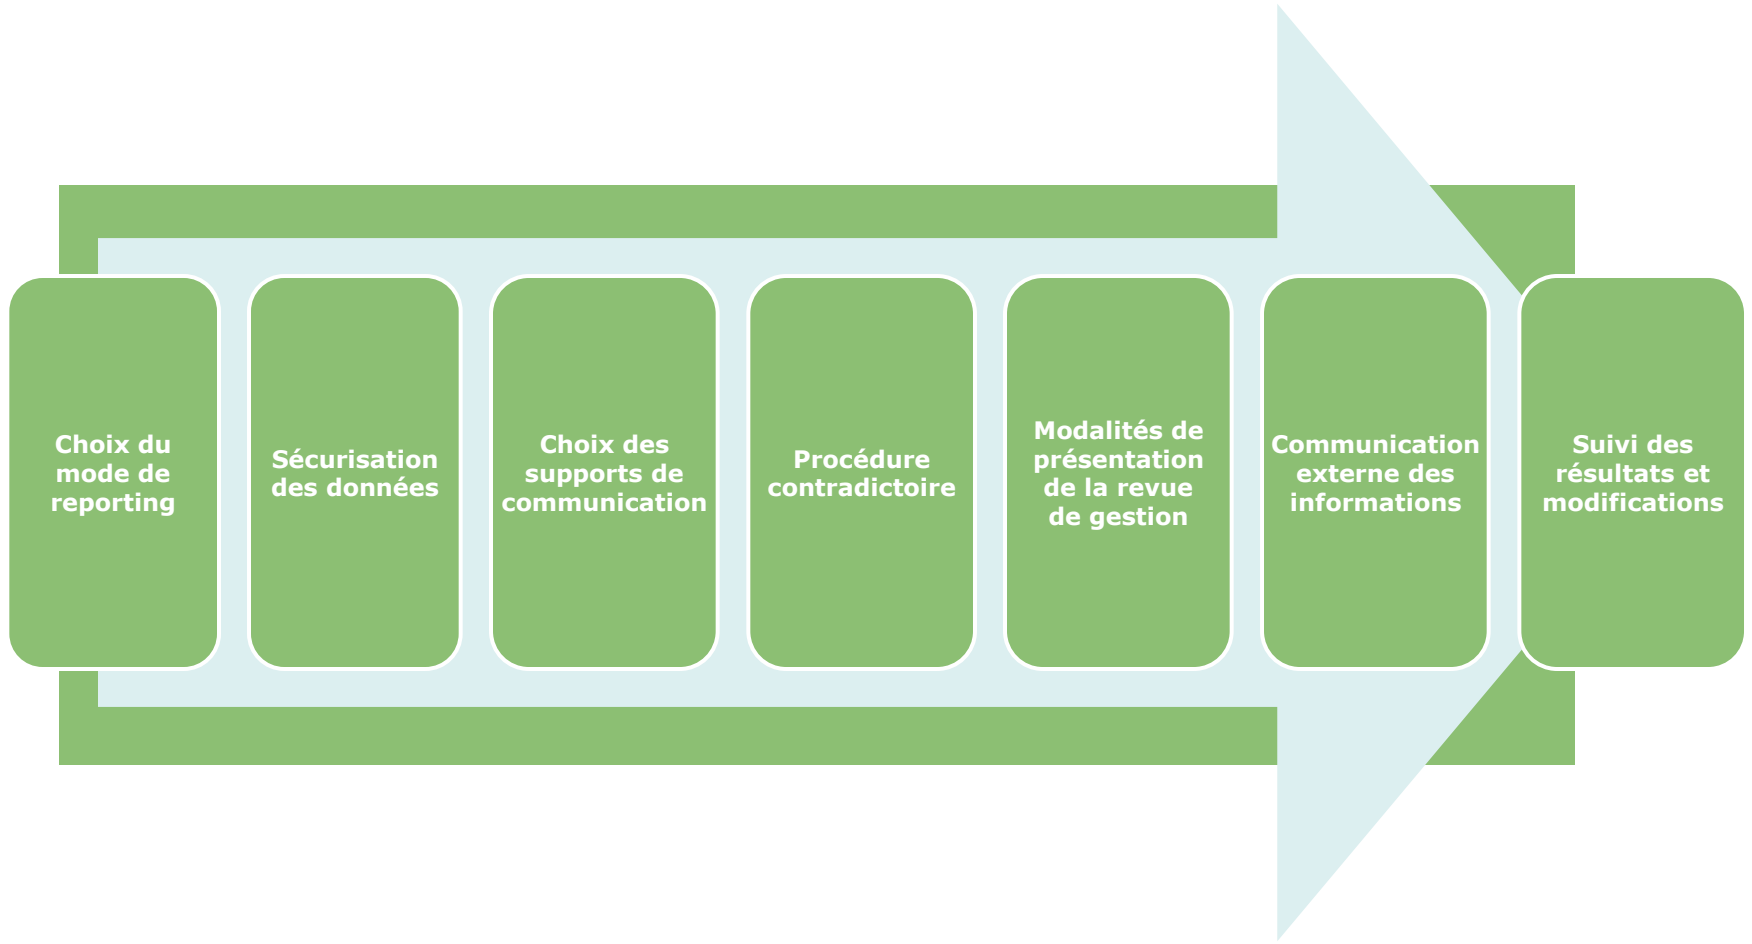 Choix du
mode de
reporting
Sécurisation
des données
Choix des
supports de
communication
Procédure
contradictoire
Modalités de
présentation
de la revue
de gestion
Communication
externe des
informations
Suivi des
résultats et
modifications